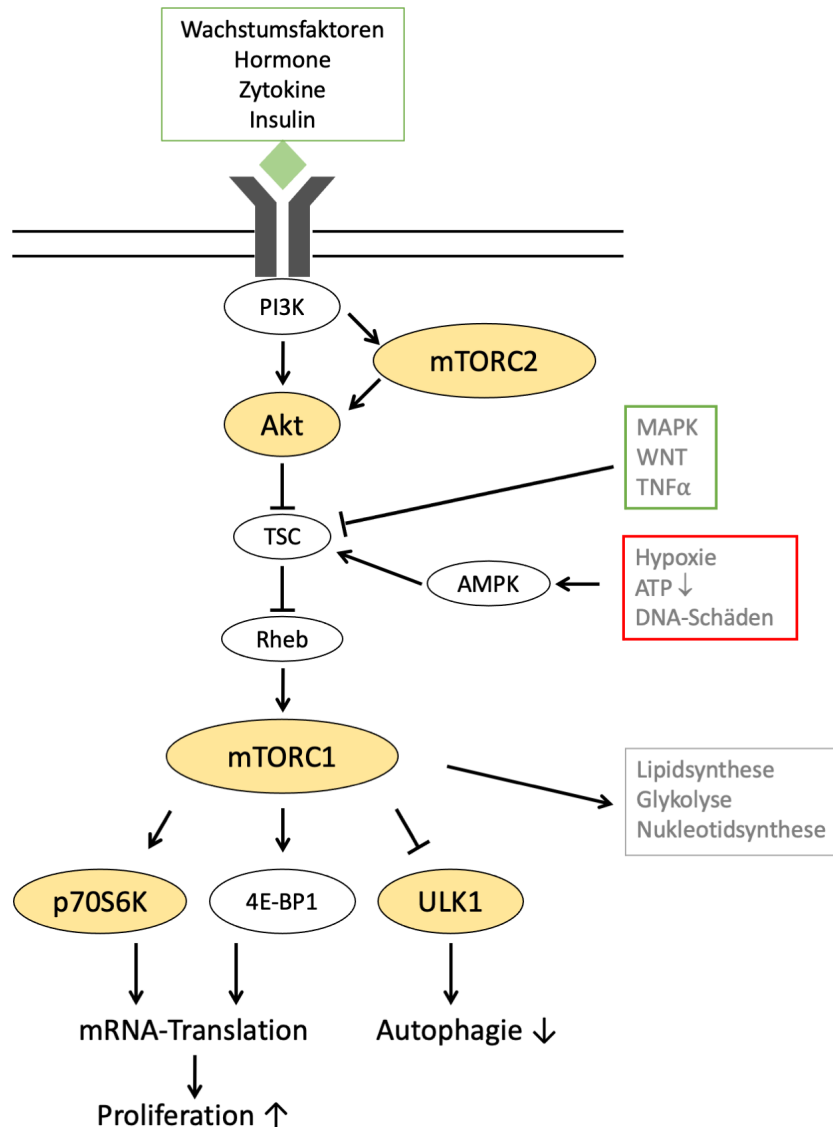 Wachstumsfaktoren
Hormone
Zytokine
Insulin
PI3K
mTORC2
Akt
MAPK
WNT
TNFα
TSC
AMPK
Hypoxie
ATP ↓
DNA-Schäden
Rheb
mTORC1
Lipidsynthese
Glykolyse
Nukleotidsynthese
p70S6K
4E-BP1
ULK1
mRNA-Translation
Autophagie ↓
Proliferation ↑